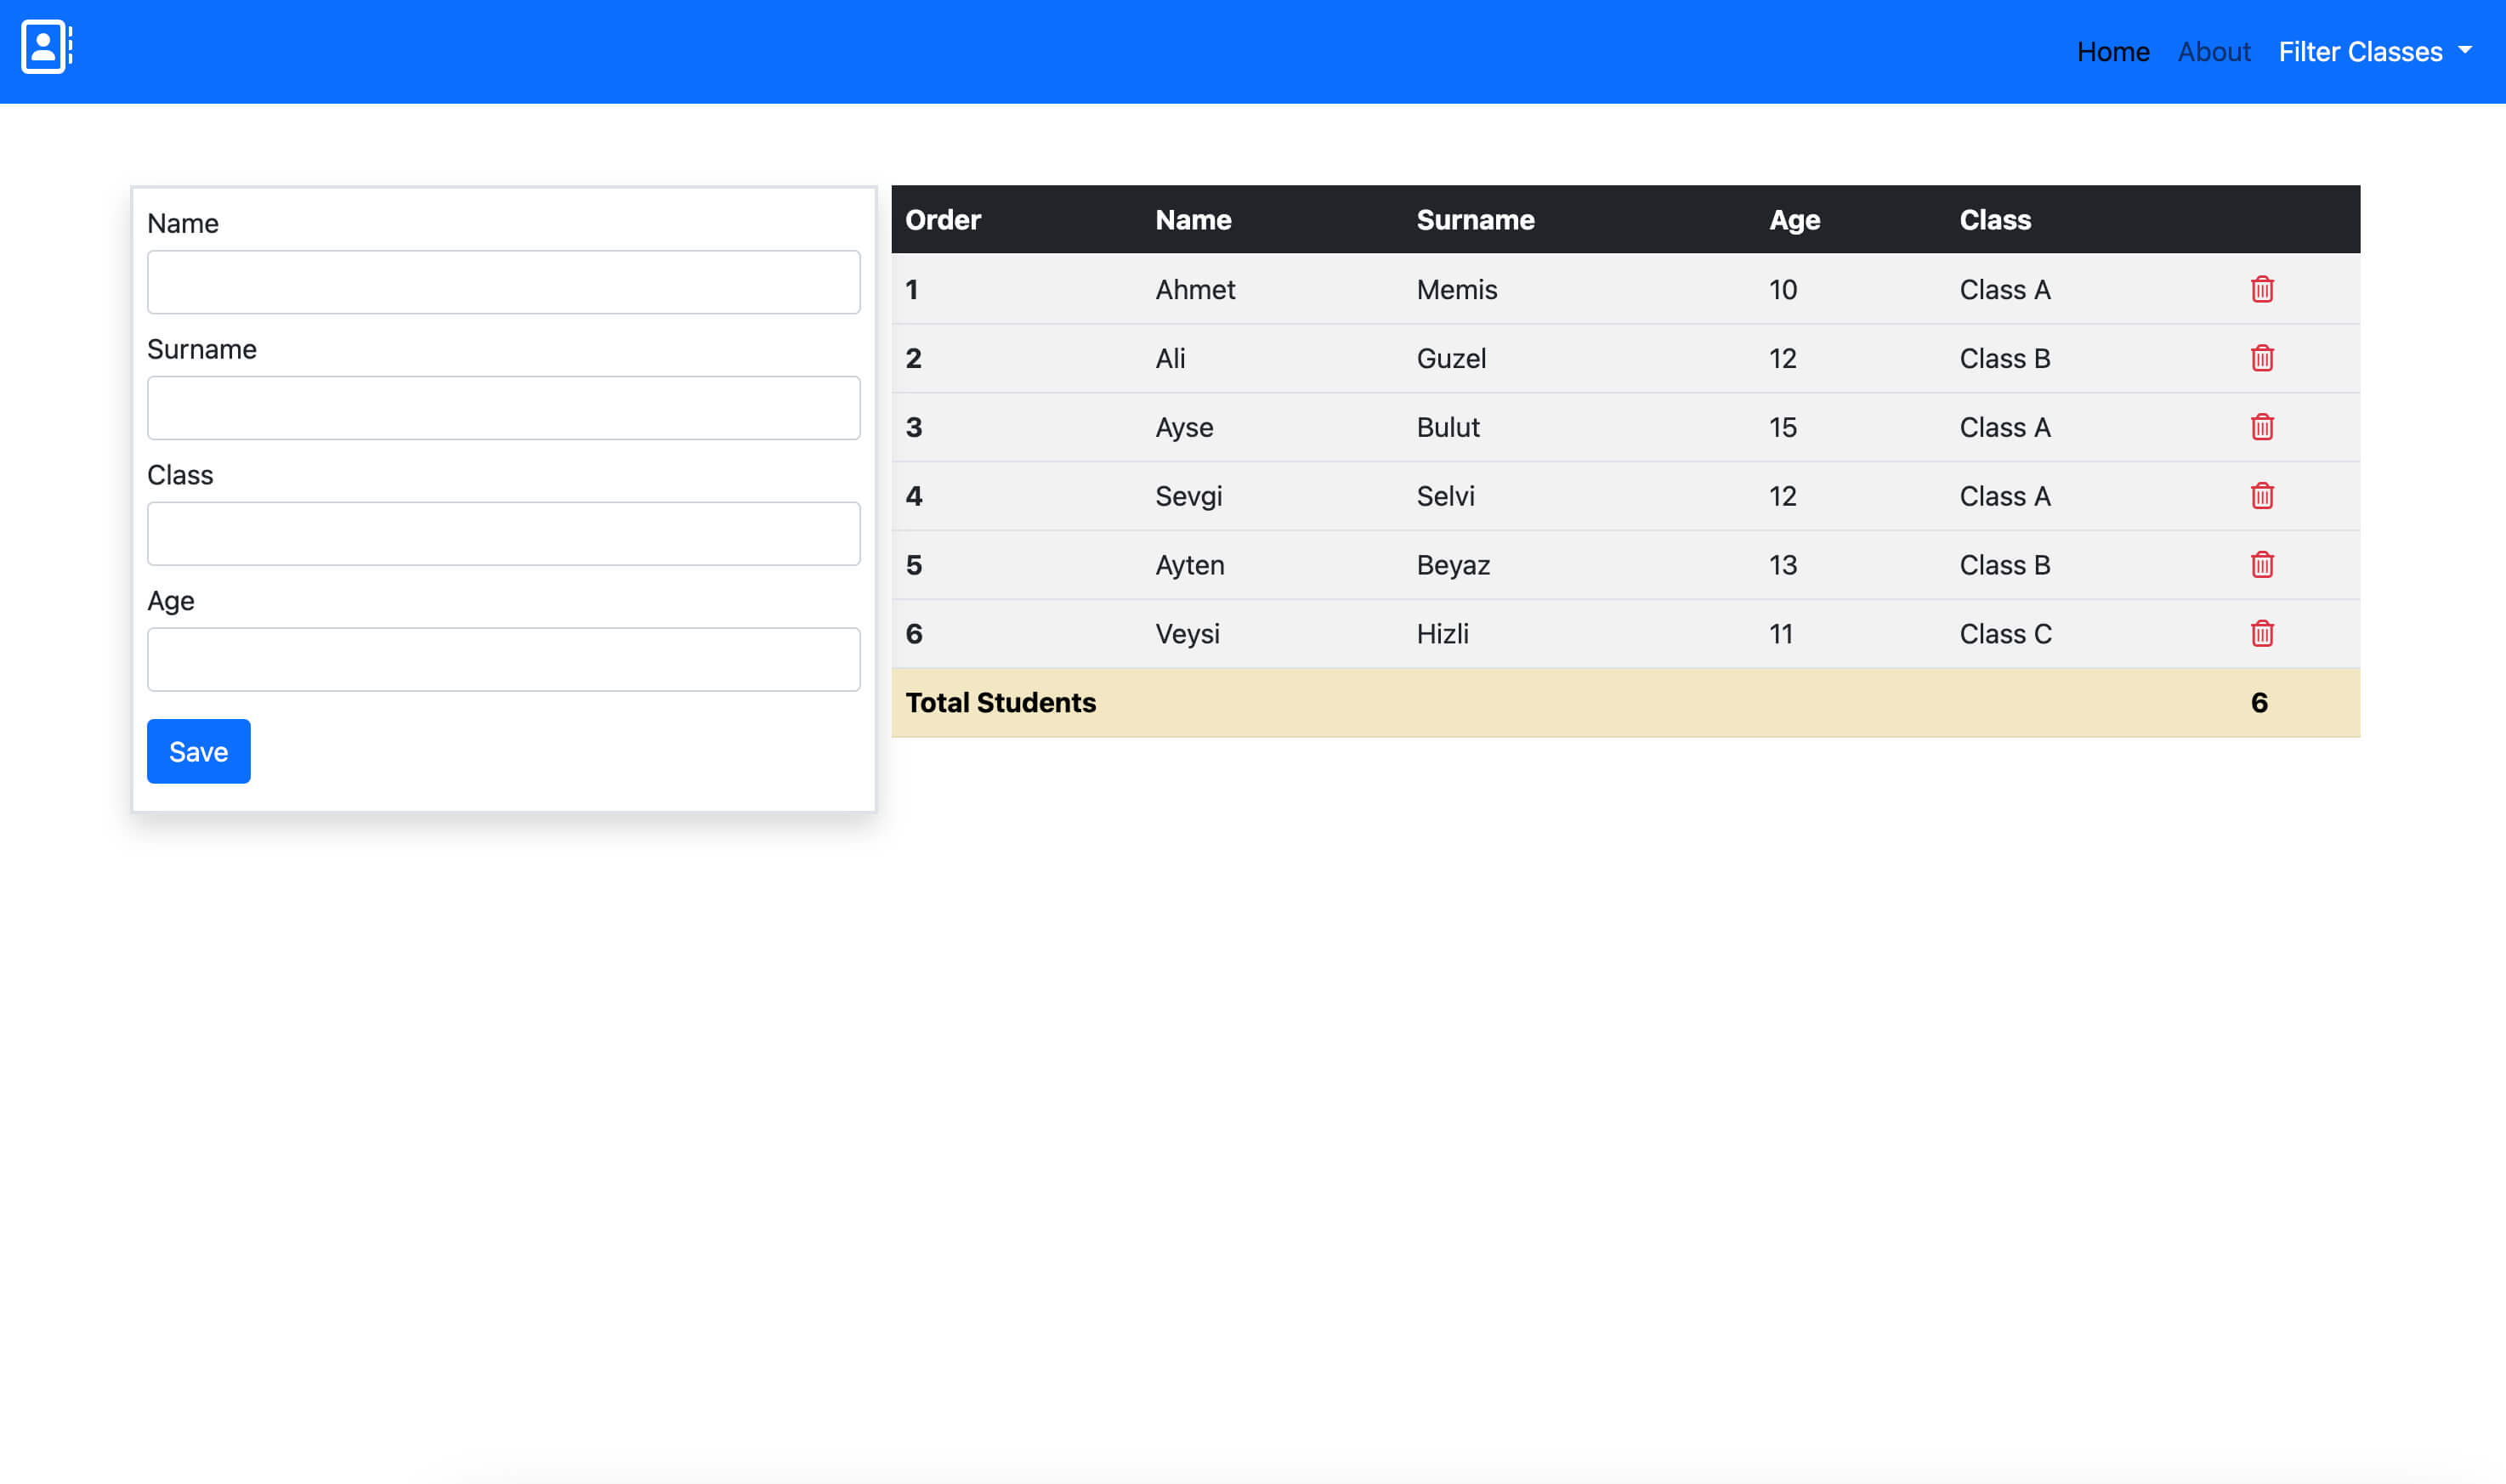 Home About Filter Classes
Name
Surname
Class
Age
Save
Order Name Surname Age Class
1 Ahmet Memis 10 Class A
2 Ali Guzel 12 Class B
3 Ayse Bulut 15 Class A
4 Sevgi Selvi 12 Class A
5 Ayten Beyaz 13 Class B
6 Veysi Hizli 11 Class C
Total Students 6